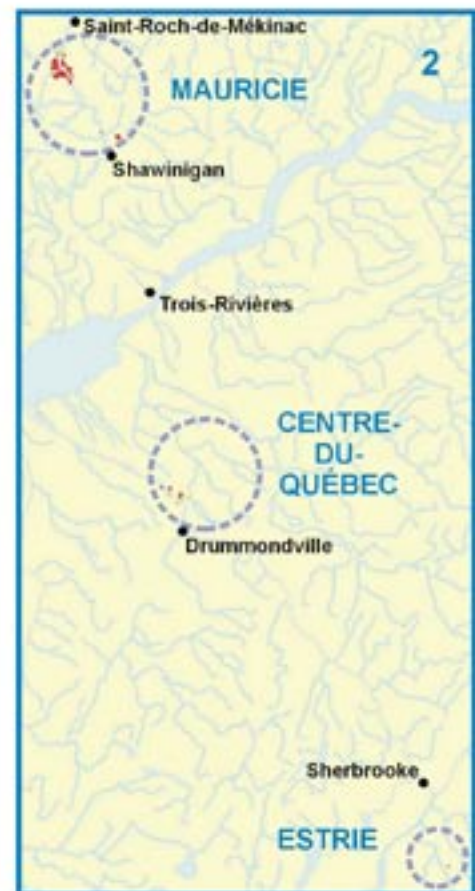 Saint-Roch-de-Mékinac
2
MAURICIE
Shawinigan
Trois-Rivières
CENTRE-
DU-
QUÉBEC
Drummondville
Sherbrooke
ESTRIE